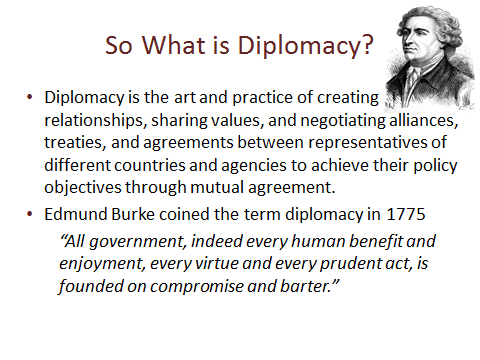 So What is Diplomacy?
• Diplomacy is the art and practice of creating
relationships, sharing values, and negotiating alliances,
treaties, and agreements between representatives of
different countries and agencies to achieve their policy
objectives through mutual agreement.
• Edmund Burke coined the term diplomacy in 1775
“All government, indeed every human benefit and
enjoyment, every virtue and every prudent act, is
founded on compromise and barter.”